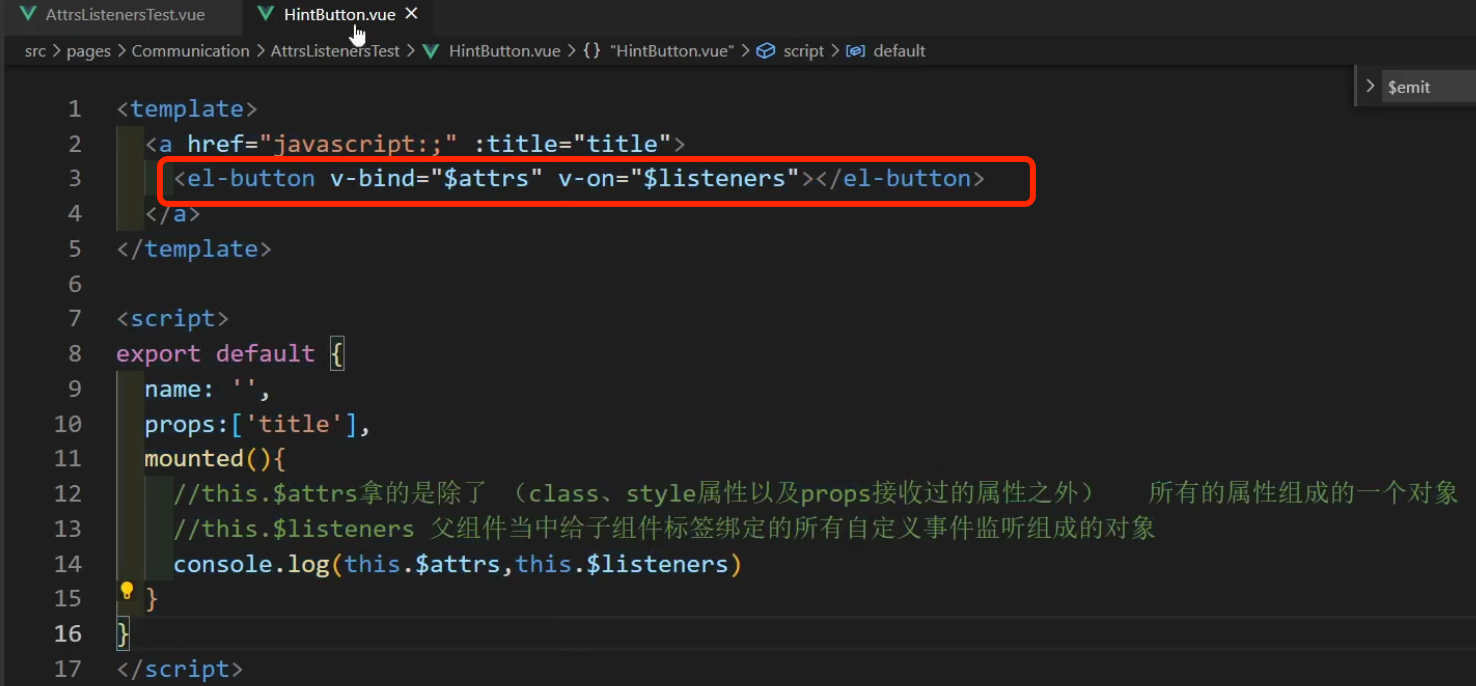 AttrsListenersTest.vue HintButton.vue ×
src > pages > Communication > AttrsListenersTest > HintButton.vue > {} "HintButton.vue" > script > default
> $emit
1 <template>
2 <a href="javascript:;" :title="title">
3 <el-button v-bind="$attrs" v-on="$listeners"></el-button>
4 </a>
5 </template>
6
7 <script>
8 export default {
9 name: '',
10 props:['title'],
11 mounted(){
12 //this.$attrs拿的是除了 （class、style属性以及props接收过的属性之外） 所有的属性组成的一个对象
13 //this.$listeners 父组件当中给子组件标签绑定的所有自定义事件监听组成的对象
14 console.log(this.$attrs,this.$listeners)
15 }
16 }
17 </script>